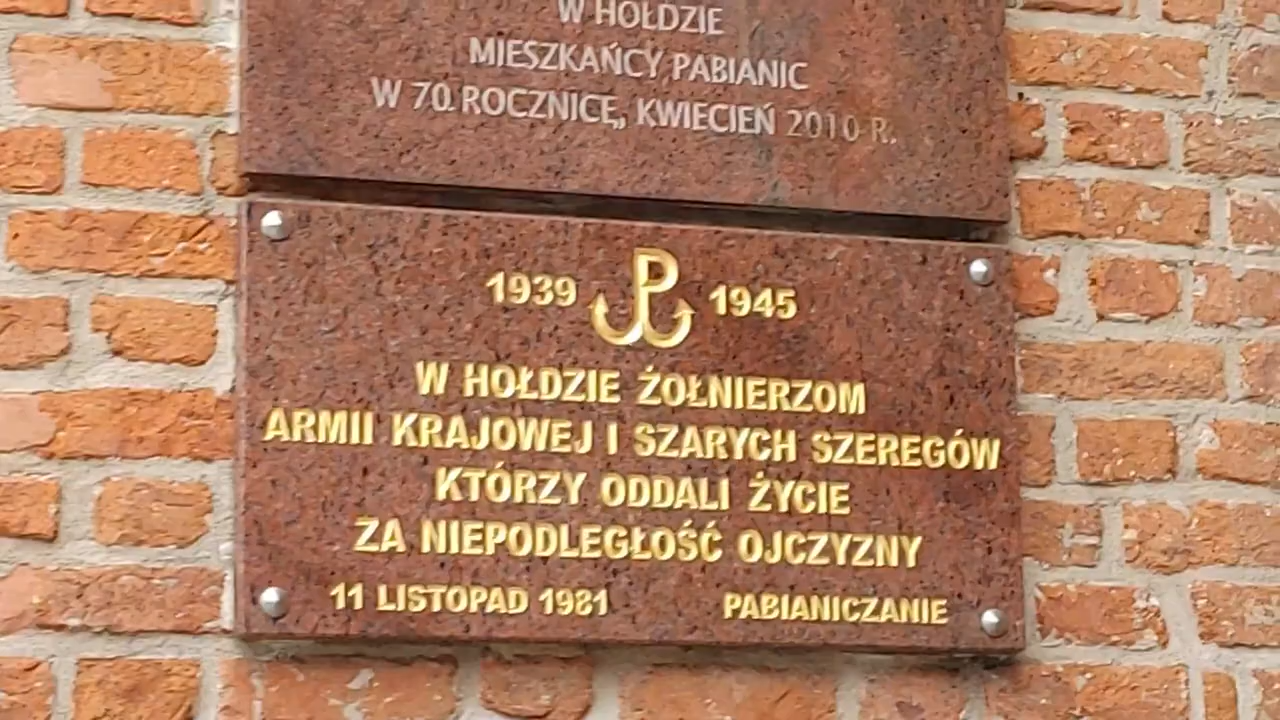 W HOŁDZIE
MIESZKAŃCY PABIANIC
W 70. ROCZNICĘ, KWIECIEŃ 2010 R.
1939 1945
W HOŁDZIE ŻOŁNIERZOM
ARMII KRAJOWEJ I SZARYCH SZEREGÓW
KTÓRZY ODDALI ŻYCIE
ZA NIEPODLEGŁOŚĆ OJCZYZNY
11 LISTOPAD 1981 PABIANICZANIE